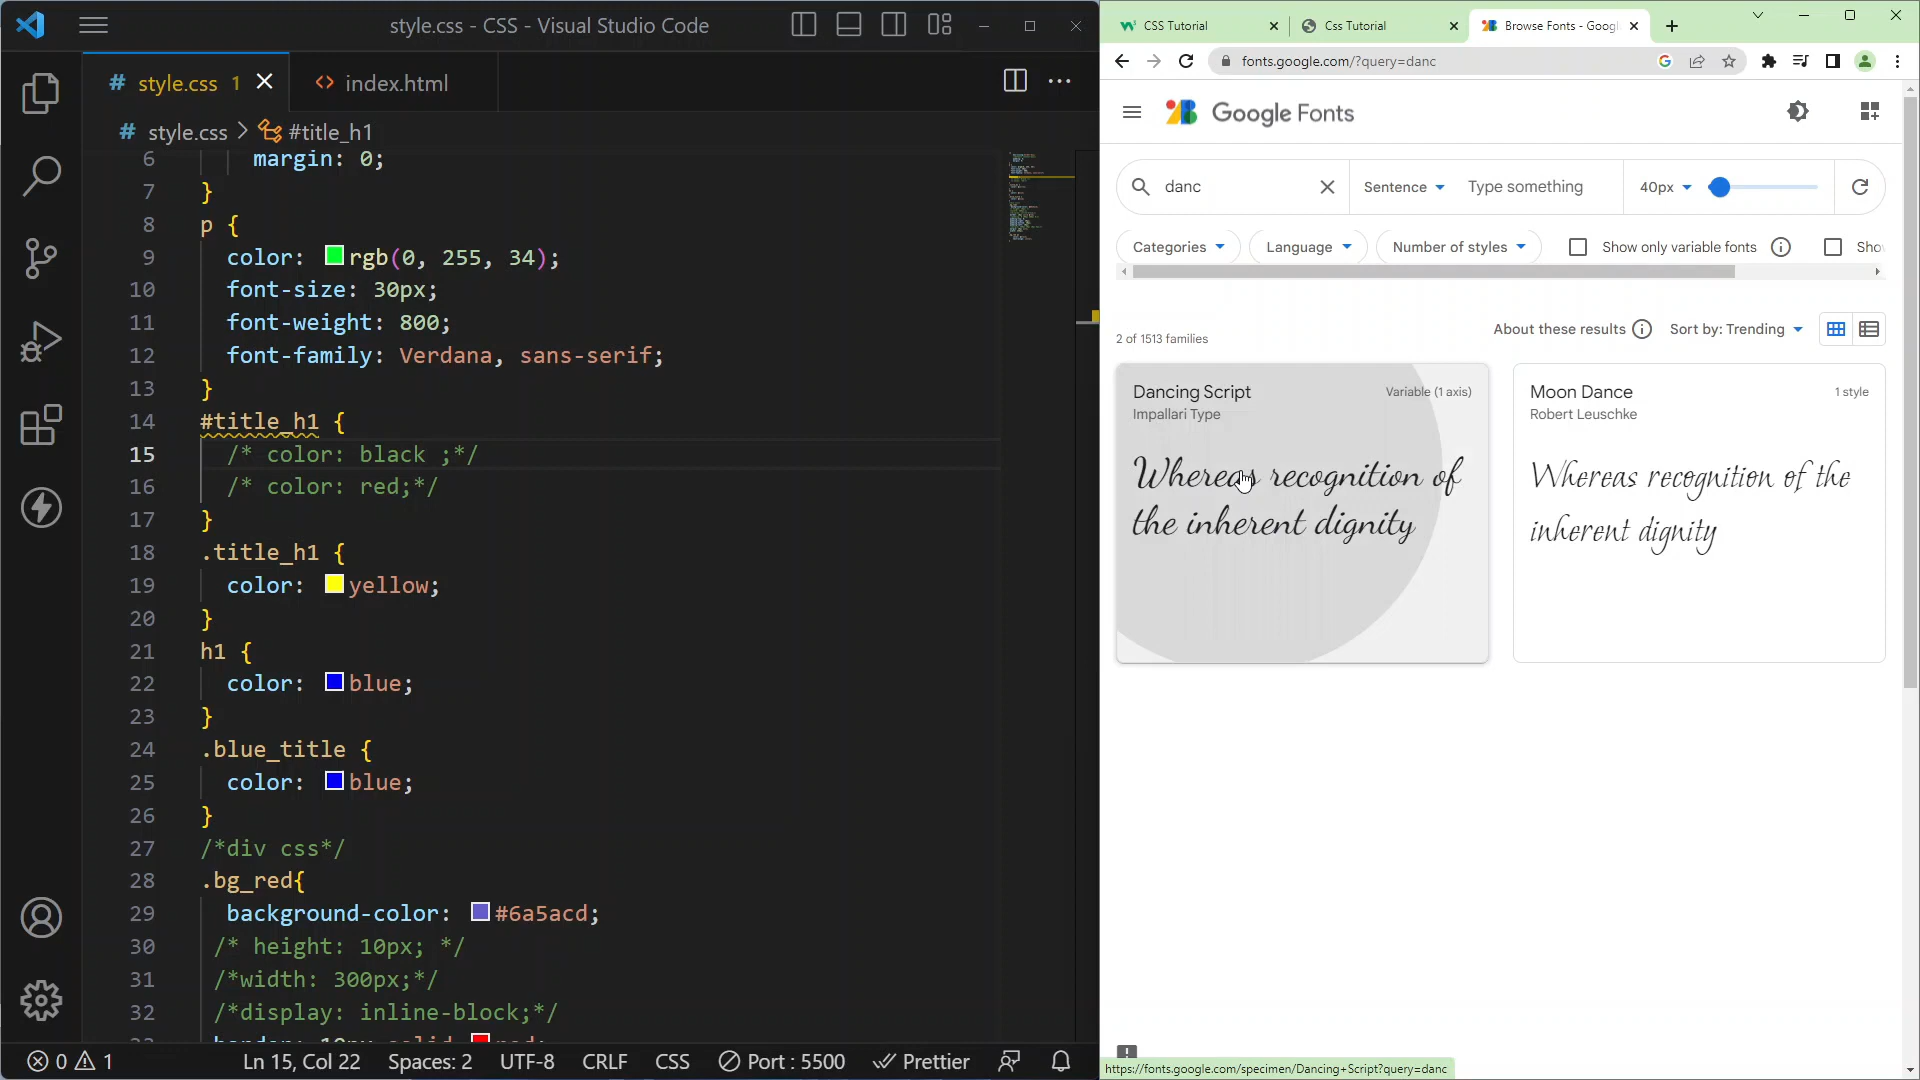 style.css - CSS - Visual Studio Code
# style.css 1
<> index.html
# style.css > #title_h1
6 margin: 0;
7 }
8 p {
9 color: rgb(0, 255, 34);
10 font-size: 30px;
11 font-weight: 800;
12 font-family: Verdana, sans-serif;
13 }
14 #title_h1 {
15 /* color: black ;*/
16 /* color: red;*/
17 }
18 .title_h1 {
19 color: yellow;
20 }
21 h1 {
22 color: blue;
23 }
24 .blue_title {
25 color: blue;
26 }
27 /*div css*/
28 .bg_red{
29 background-color: #6a5acd;
30 /* height: 10px; */
31 /*width: 300px;*/
32 /*display: inline-block;*/
0 1 Ln 15, Col 22 Spaces: 2 UTF-8 CRLF CSS Port : 5500 Prettier
CSS Tutorial
Css Tutorial
Browse Fonts - Googl
fonts.google.com/?query=danc
Google Fonts
danc
Sentence
Type something
40px
Categories
Language
Number of styles
Show only variable fonts
Show
2 of 1513 families
About these results
Sort by: Trending
Dancing Script
Variable (1 axis)
Impallari Type
Whereas recognition of
the inherent dignity
Moon Dance
1 style
Robert Leuschke
Whereas recognition of the
inherent dignity
https://fonts.google.com/specimen/Dancing+Script?query=danc